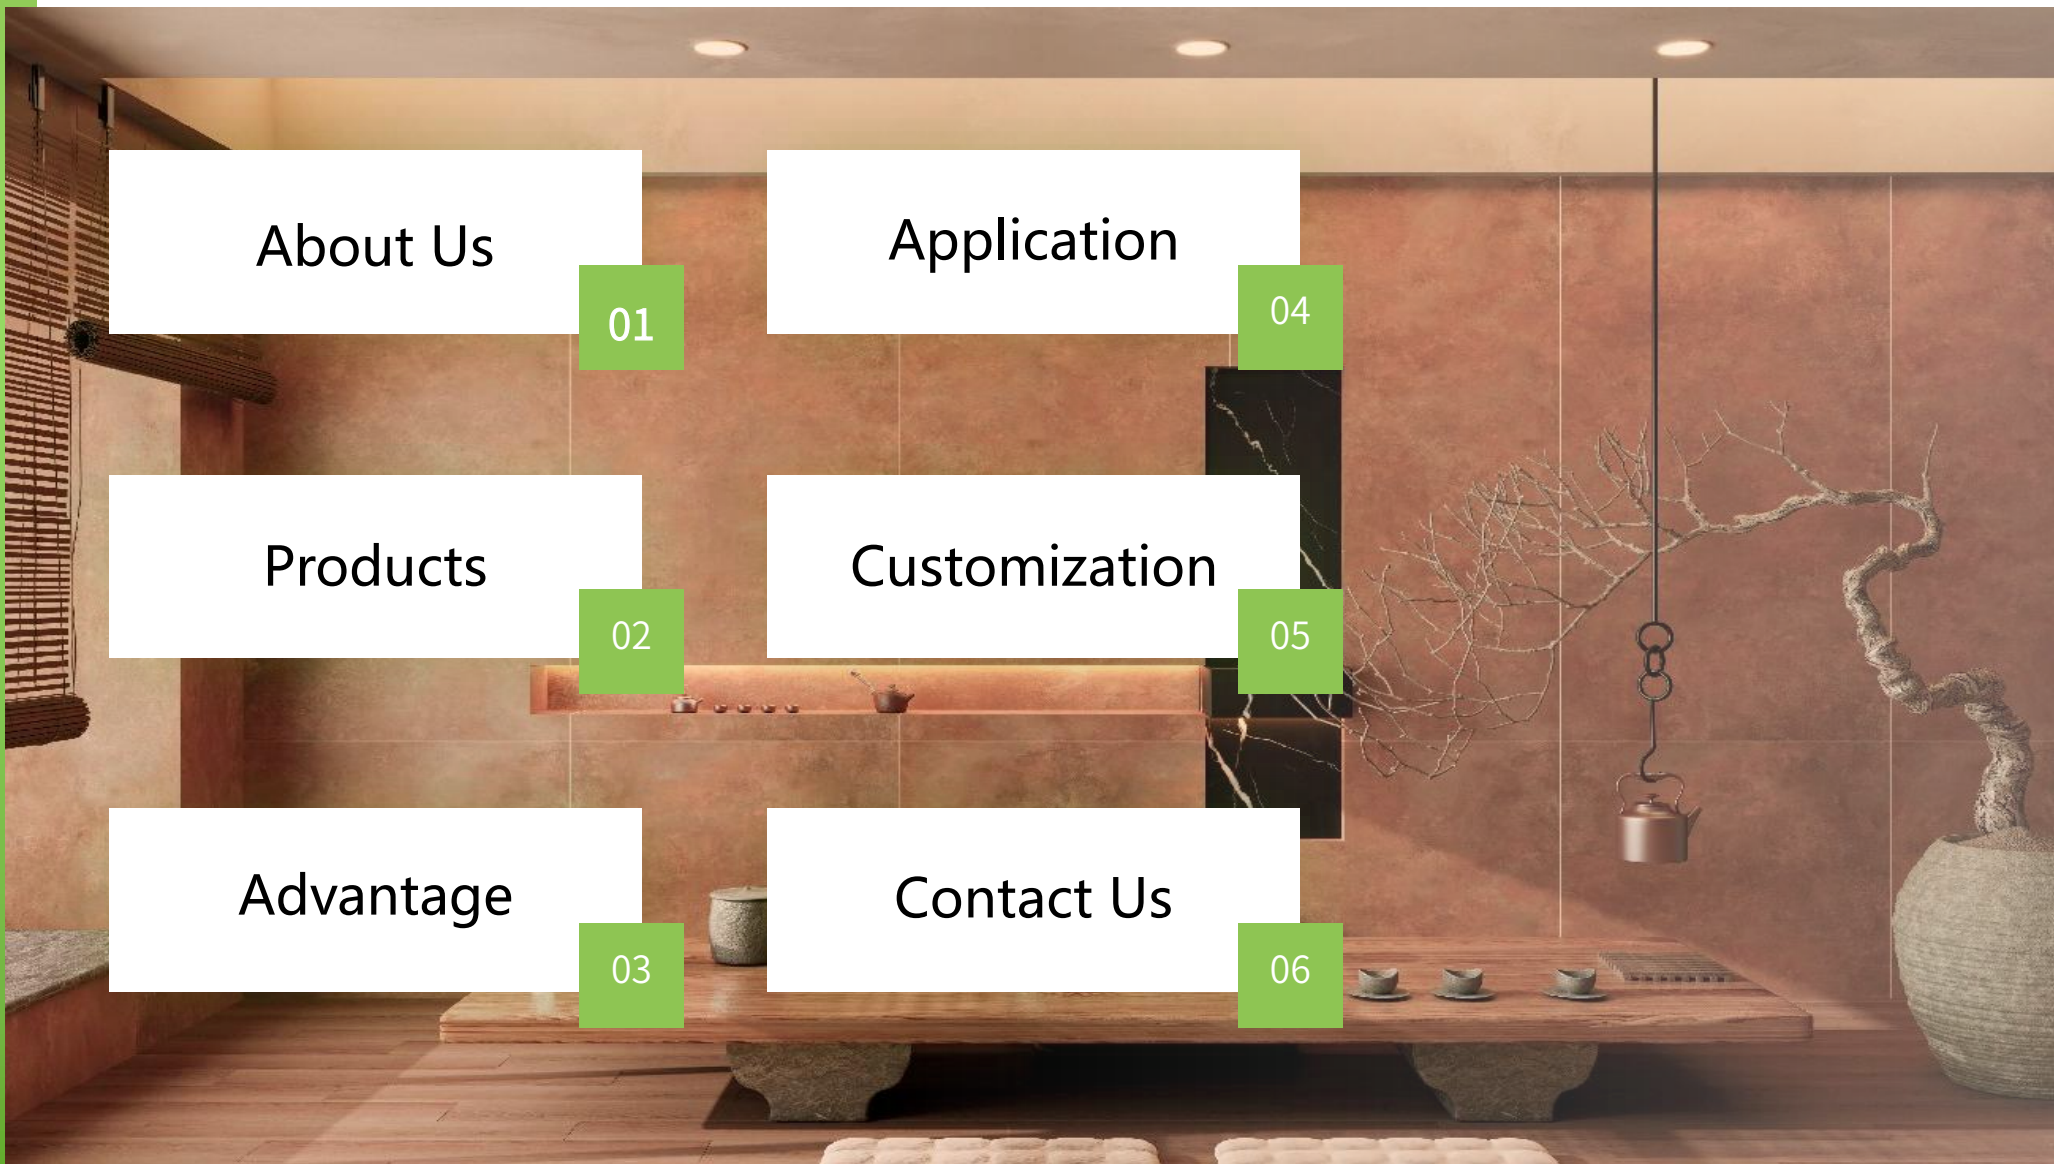 About Us
01
Products
02
Advantage
03
Application
04
Customization
05
Contact Us
06